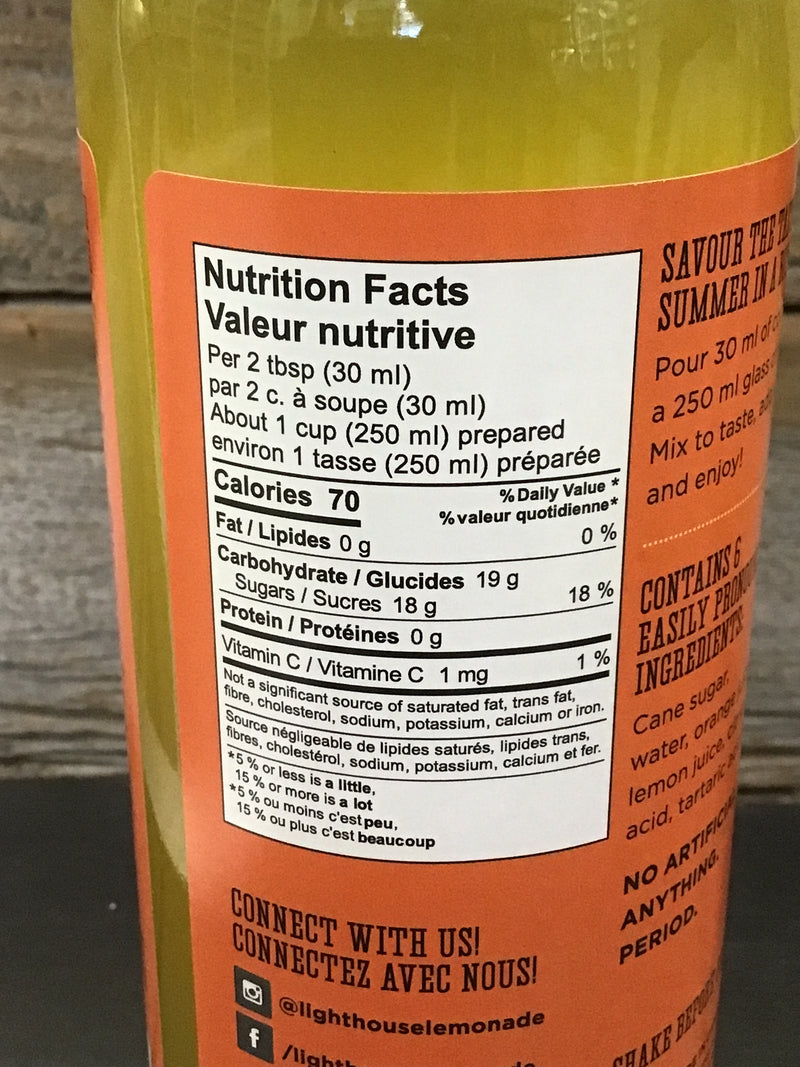 Nutrition Facts
Valeur nutritive
Per 2 tbsp (30 ml)
par 2 c. à soupe (30 ml)
About 1 cup (250 ml) prepared
environ 1 tasse (250 ml) préparée
Calories 70
% Daily Value *
% valeur quotidienne*
Fat / Lipides 0 g 0 %
Carbohydrate / Glucides 19 g
Sugars / Sucres 18 g 18 %
Protein / Protéines 0 g
Vitamin C / Vitamine C 1 mg 1 %
Not a significant source of saturated fat, trans fat,
fibre, cholesterol, sodium, potassium, calcium or iron.
Source négligeable de lipides saturés, lipides trans,
fibres, cholestérol, sodium, potassium, calcium et fer.
*5 % or less is a little,
15 % or more is a lot
*5 % ou moins c'est peu,
15 % ou plus c'est beaucoup
CONNECT WITH US!
CONNECTEZ AVEC NOUS!
@lighthouselemonade
SAVOUR THE
SUMMER IN A
Pour 30 ml of
a 250 ml glass
Mix to taste,
and enjoy!
CONTAINS 6
EASILY
INGREDIENTS
Cane sugar,
water, orange
lemon juice,
acid, tartaric
NO
ANYTHING.
PERIOD.
SHAKE